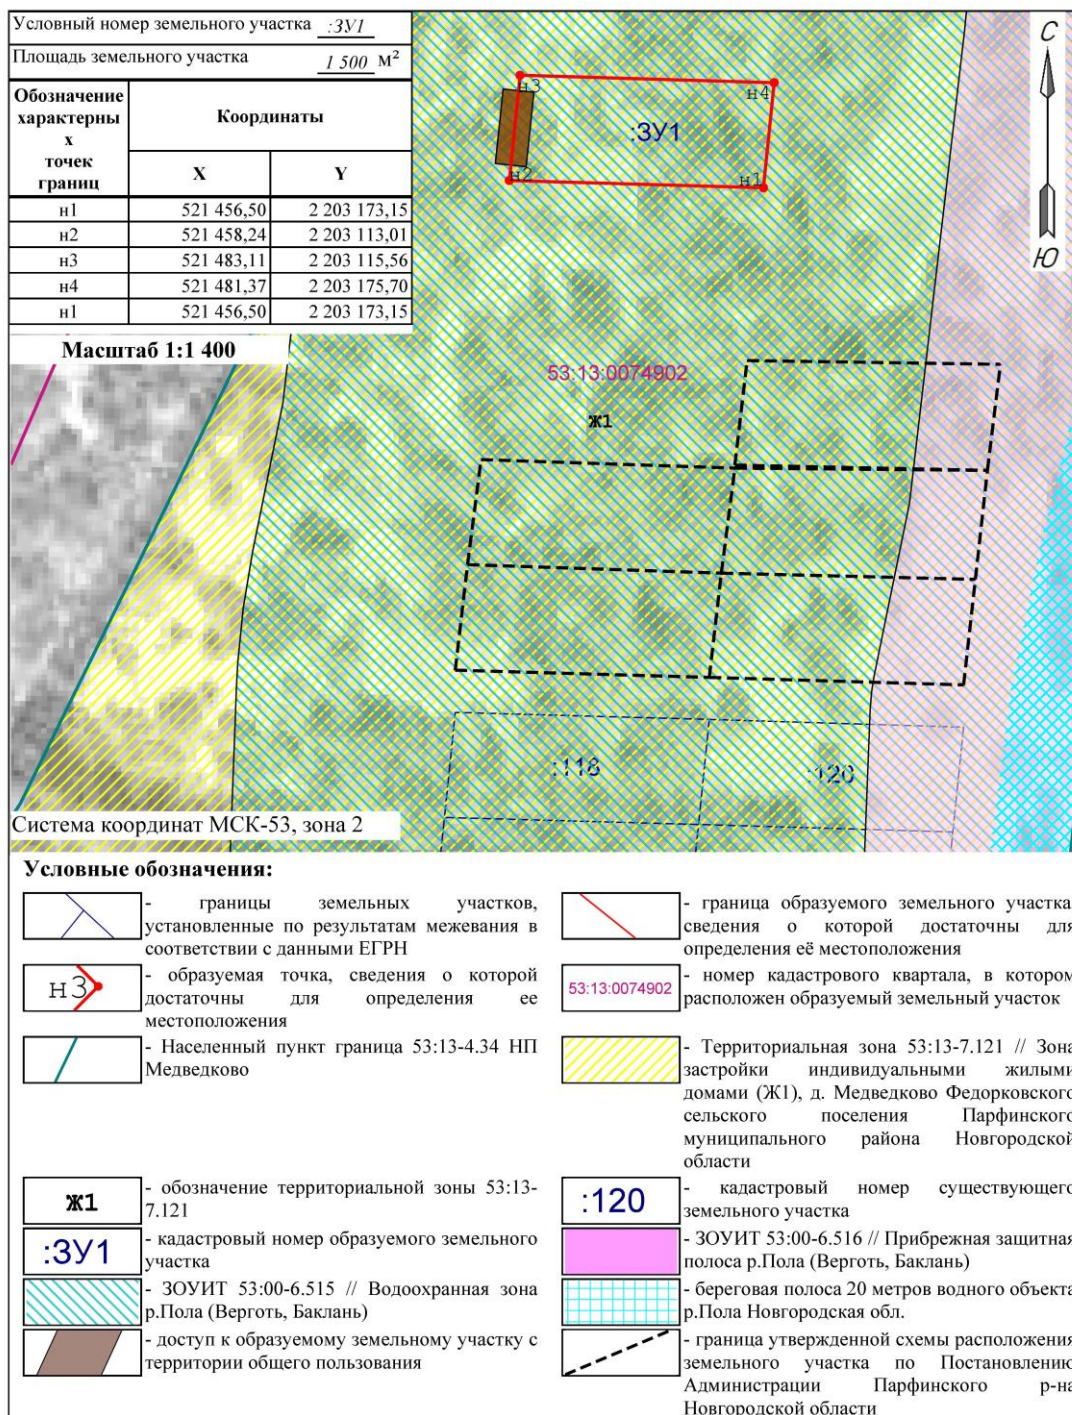 Условный номер земельного участка :ЗУ1
Площадь земельного участка 1 500 м²
Обозначение
характерны
х
точек
границ
Координаты
X Y
н1 521 456,50 2 203 173,15
н2 521 458,24 2 203 113,01
н3 521 483,11 2 203 115,56
н4 521 481,37 2 203 175,70
н1 521 456,50 2 203 173,15
Масштаб 1:1 400
С
Ю
н3
н4
:ЗУ1
н2
н1
53:13:0074902
Ж1
:118
:120
Система координат МСК-53, зона 2
Условные обозначения:
- границы земельных участков,
установленные по результатам межевания в
соответствии с данными ЕГРН
- граница образуемого земельного участка
сведения о которой достаточны для
определения её местоположения
н3
- образуемая точка, сведения о которой
достаточны для определения ее
местоположения
53:13:0074902
- номер кадастрового квартала, в котором
расположен образуемый земельный участок
- Населенный пункт граница 53:13-4.34 НП
Медведково
- Территориальная зона 53:13-7.121 // Зона
застройки индивидуальными жилыми
домами (Ж1), д. Медведково Федорковского
сельского поселения Парфинского
муниципального района Новгородской
области
Ж1
- обозначение территориальной зоны 53:13-
7.121
:120
- кадастровый номер существующего
земельного участка
:ЗУ1
- кадастровый номер образуемого земельного
участка
- ЗОУИТ 53:00-6.516 // Прибрежная защитная
полоса р.Пола (Верготь, Баклань)
- ЗОУИТ 53:00-6.515 // Водоохранная зона
р.Пола (Верготь, Баклань)
- береговая полоса 20 метров водного объекта
р.Пола Новгородская обл.
- доступ к образуемому земельному участку с
территории общего пользования
- граница утвержденной схемы расположения
земельного участка по Постановлению
Администрации Парфинского р-на
Новгородской области